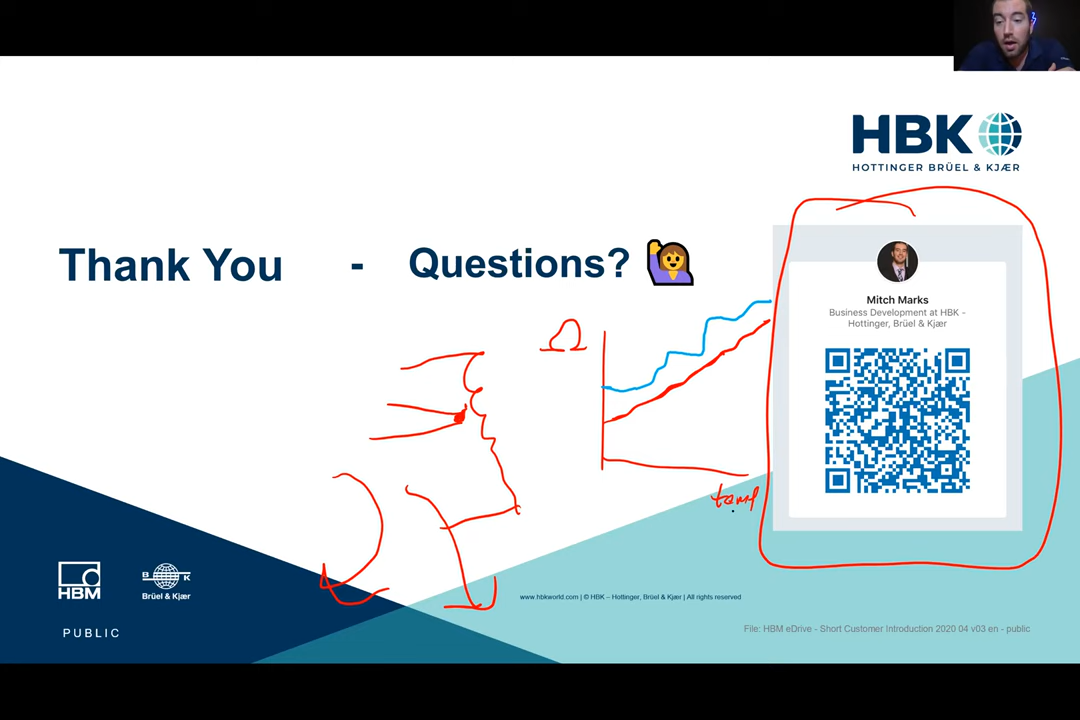 HBK
HOTTINGER BRÜEL & KJÆR
Thank You - Questions?
Ω
temp
Mitch Marks
Business Development at HBK -
Hottinger, Brüel & Kjær
HBM
B K
Brüel & Kjær
PUBLIC
www.hbkworld.com | © HBK – Hottinger, Brüel & Kjær | All rights reserved
File: HBM eDrive - Short Customer Introduction 2020 04 v03 en - public